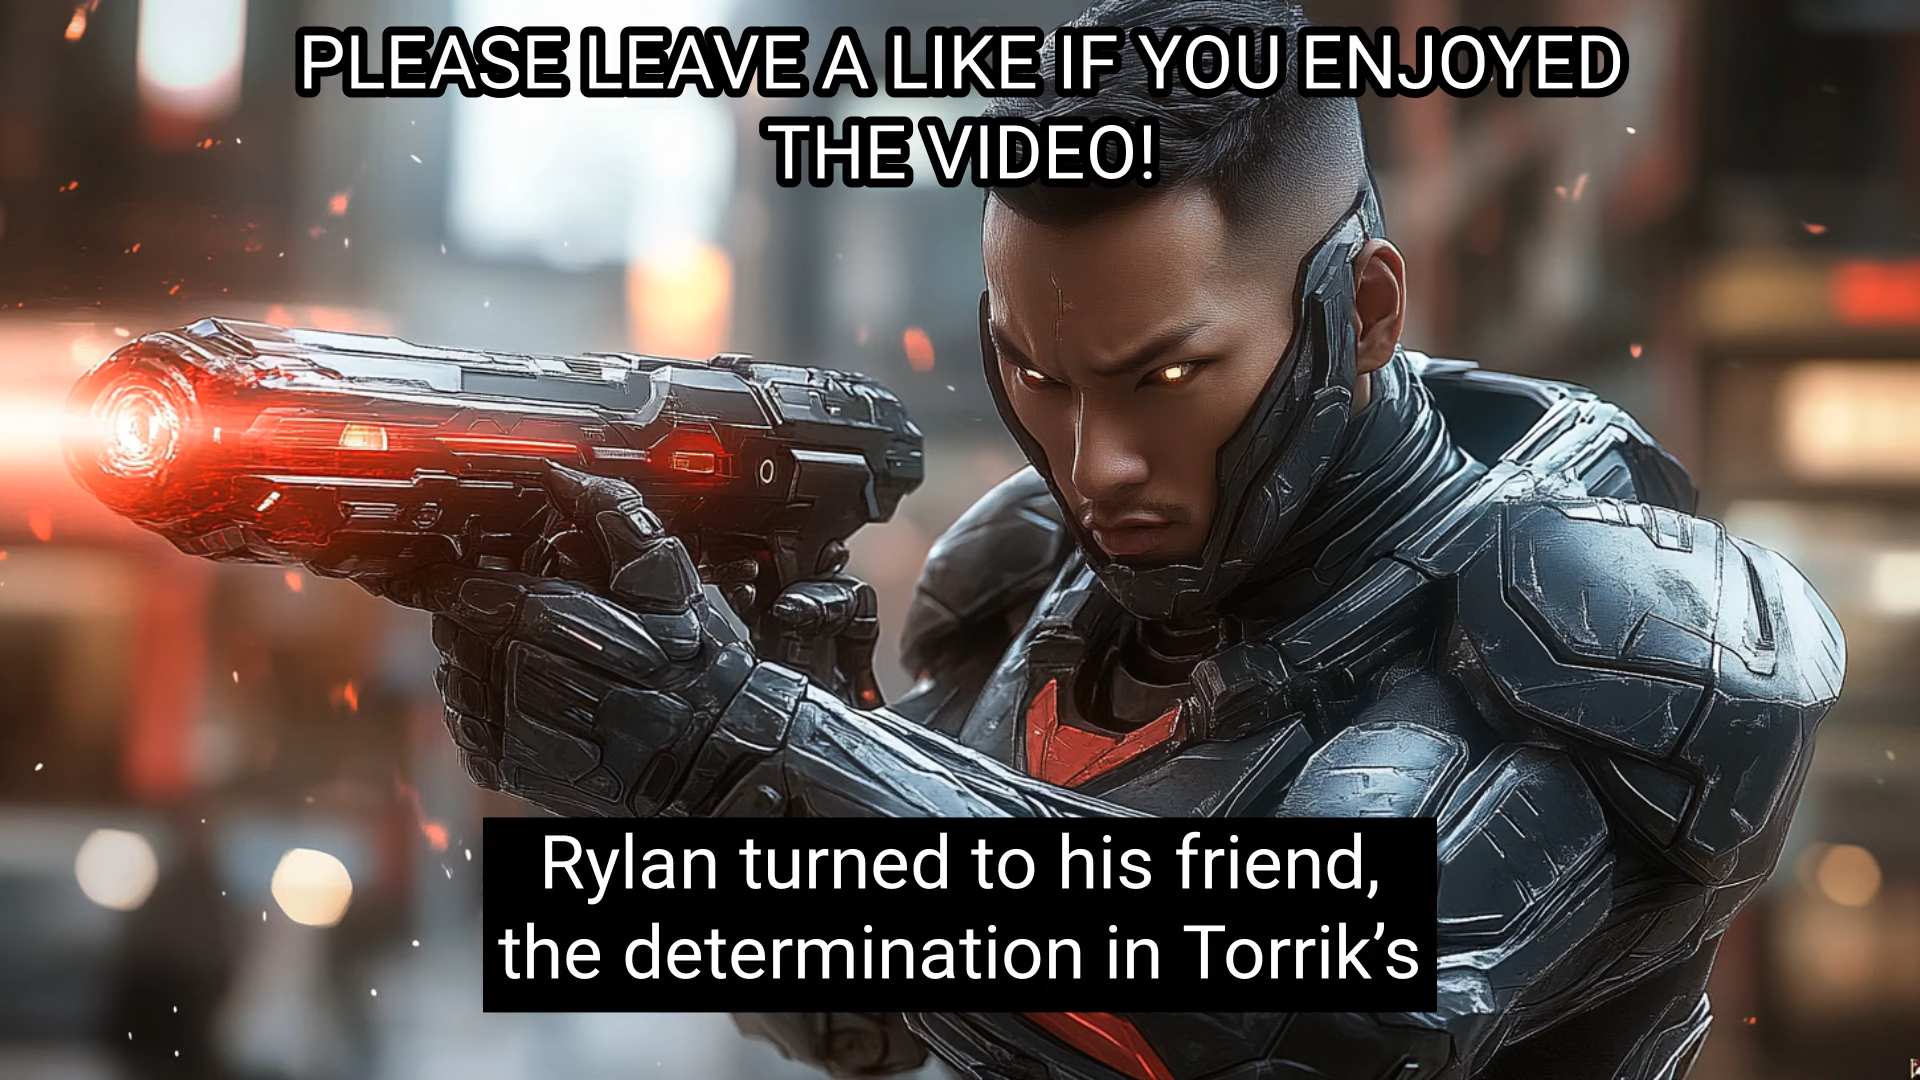 PLEASE LEAVE A LIKE IF YOU ENJOYED
THE VIDEO!
Rylan turned to his friend,
the determination in Torrik’s